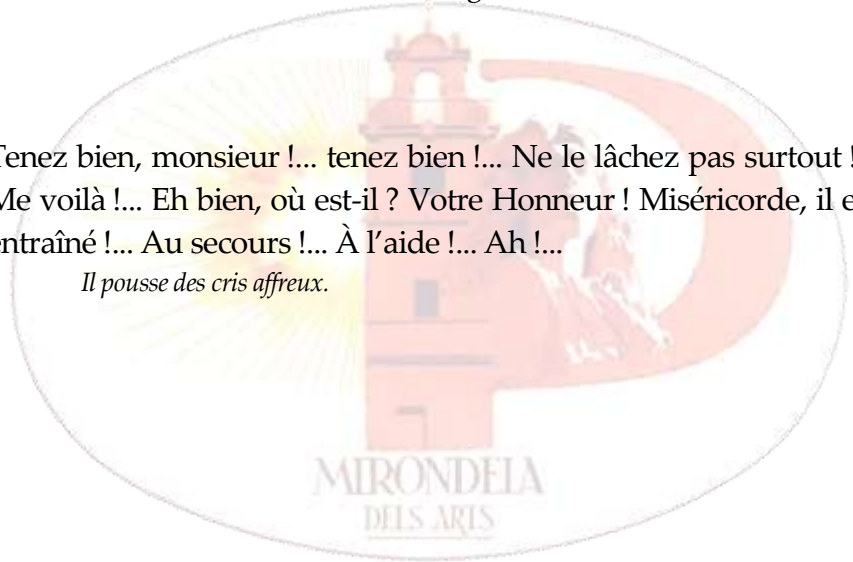 Tenez bien, monsieur !... tenez bien !... Ne le lâchez pas surtout !
Me voilà !... Eh bien, où est-il ? Votre Honneur ! Miséricorde, il e
entraîné !... Au secours !... À l’aide !... Ah !...
Il pousse des cris affreux.
MIRONDELA
DELS ARTS